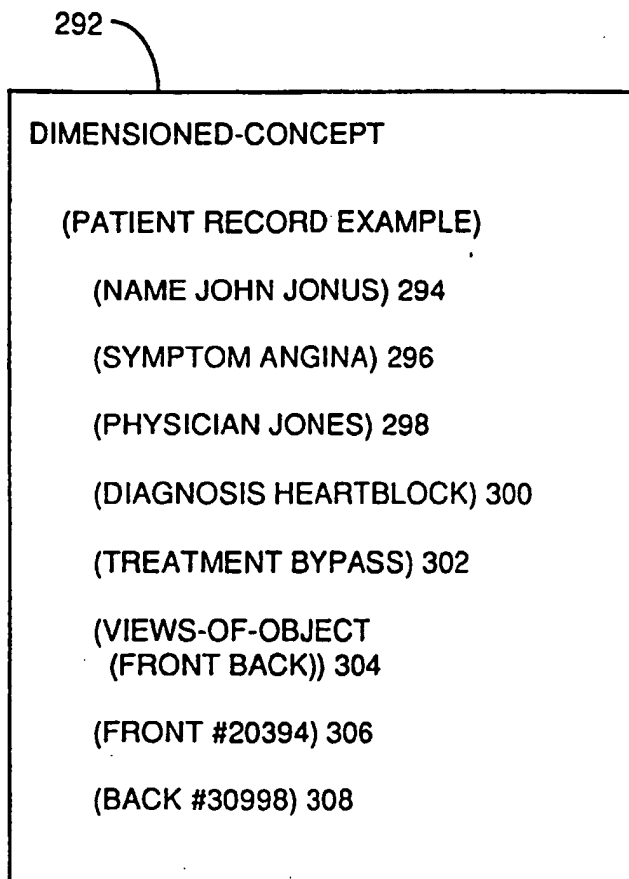 292
DIMENSIONED-CONCEPT
(PATIENT RECORD EXAMPLE)
(NAME JOHN JONUS) 294
(SYMPTOM ANGINA) 296
(PHYSICIAN JONES) 298
(DIAGNOSIS HEARTBLOCK) 300
(TREATMENT BYPASS) 302
(VIEWS-OF-OBJECT
(FRONT BACK)) 304
(FRONT #20394) 306
(BACK #30998) 308